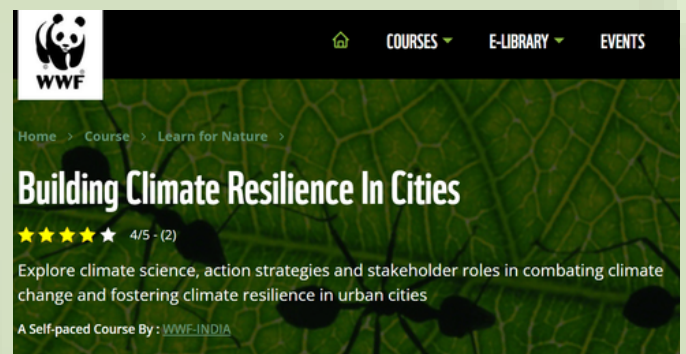 WWF
COURSES E-LIBRARY EVENTS
Home > Course > Learn for Nature >
Building Climate Resilience In Cities
4/5 - (2)
Explore climate science, action strategies and stakeholder roles in combating climate
change and fostering climate resilience in urban cities
A Self-paced Course By : WWF-INDIA